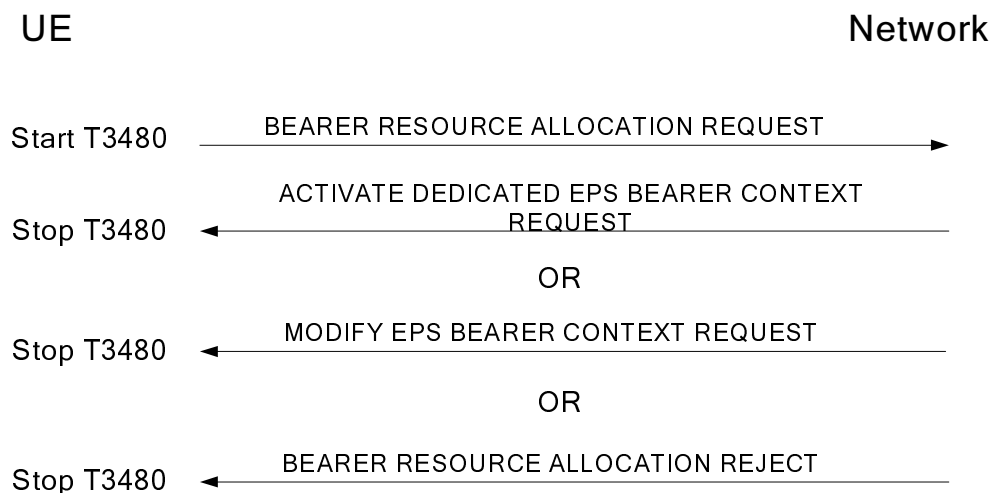 UE Network
Start T3480 BEARER RESOURCE ALLOCATION REQUEST
ACTIVATE DEDICATED EPS BEARER CONTEXT
REQUEST
Stop T3480
OR
MODIFY EPS BEARER CONTEXT REQUEST
Stop T3480
OR
BEARER RESOURCE ALLOCATION REJECT
Stop T3480